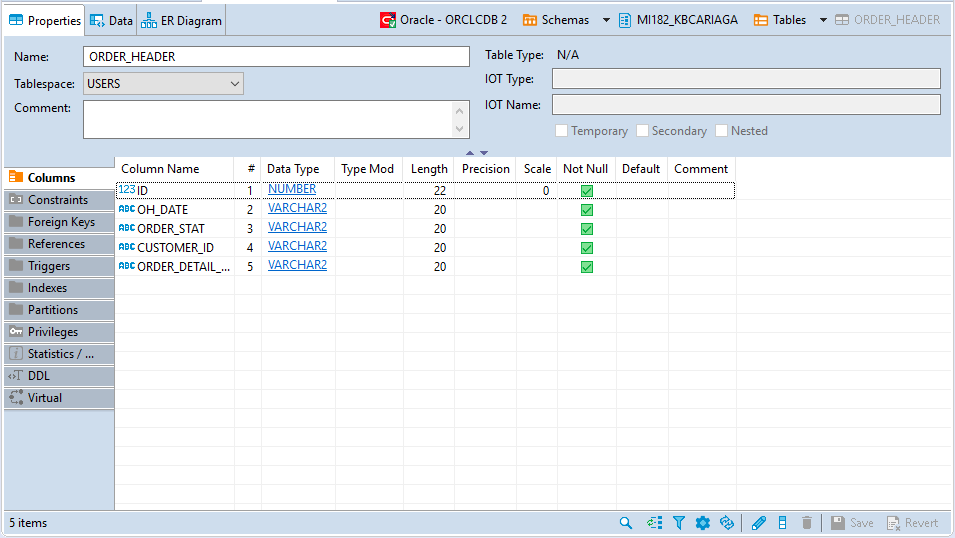 Properties Data ER Diagram Oracle - ORCLCDB 2 Schemas MI182_KBCARIAGA Tables ORDER_HEADER
Name: ORDER_HEADER Table Type: N/A
Tablespace: USERS IOT Type:
Comment: IOT Name:
Temporary Secondary Nested
Columns
Constraints
Foreign Keys
References
Triggers
Indexes
Partitions
Privileges
Statistics / ...
DDL
Virtual
Column Name # Data Type Type Mod Length Precision Scale Not Null Default Comment
123 ID 1 NUMBER 22 0
ABC OH_DATE 2 VARCHAR2 20
ABC ORDER_STAT 3 VARCHAR2 20
ABC CUSTOMER_ID 4 VARCHAR2 20
ABC ORDER_DETAIL_... 5 VARCHAR2 20
5 items Save Revert